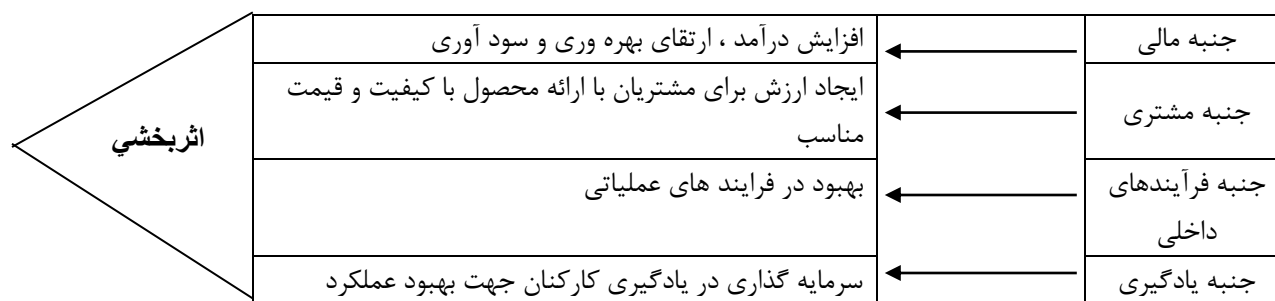 جنبه مالی
افزایش درآمد ، ارتقای بهره وری و سود آوری
جنبه مشتری
ایجاد ارزش برای مشتریان با ارائه محصول با کیفیت و قیمت
مناسب
جنبه فرآیندهای
داخلی
بهبود در فرایند های عملیاتی
جنبه یادگیری
سرمایه گذاری در یادگیری کارکنان جهت بهبود عملکرد
اثربخشي